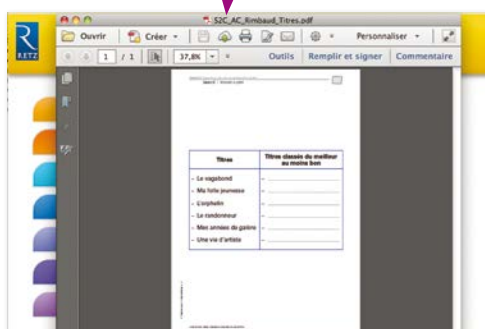 S2C_AC_Rimbaud_Titres.pdf
Ouvrir Créer Personnaliser
1 / 1 37,8% Outils Remplir et signer Commentaire
RETZ
Titres
Titres classés du meilleur
au moins bon
- Le vagabond -
- Ma folle jeunesse -
- L'orphelin -
- Le randonneur -
- Mes années de galère -
- Une vie d'artiste -